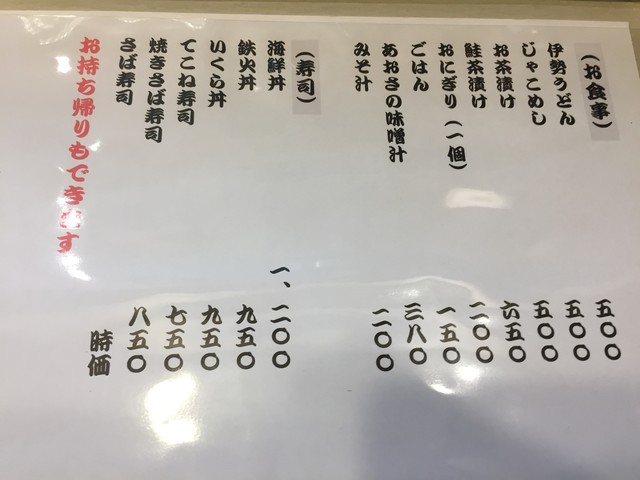 (お食事)
伊勢うどん 五〇〇
じゃこめし 五〇〇
お茶漬け 五〇〇
鮭茶漬け 六五〇
おにぎり(一個) 二〇〇
ごはん 一五〇
あおさの味噌汁 三八〇
みそ汁 二〇〇
(寿司)
海鮮丼 一、二〇〇
鉄火丼 九五〇
いくら丼 九五〇
てこね寿司 七五〇
焼きさば寿司 八五〇
さば寿司 時価
お持ち帰りもできます